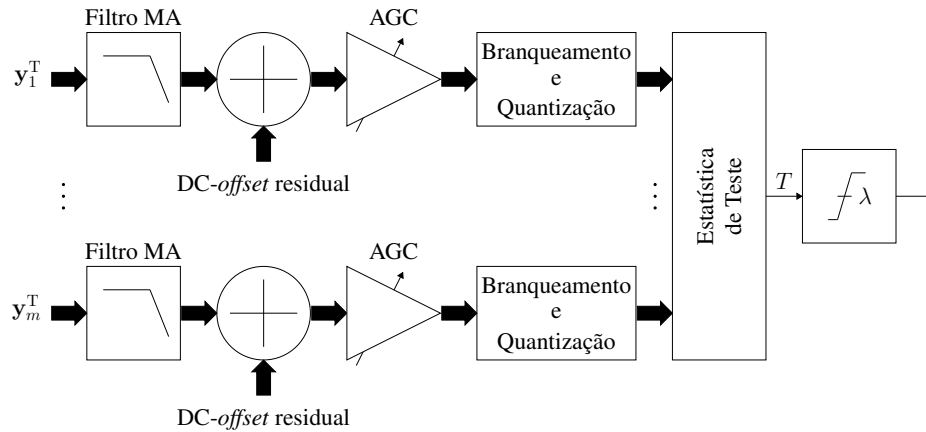 Filtro MA
AGC
y₁ᵀ
Branqueamento
e
Quantização
DC-offset residual
⋮
⋮
Estatística
de Teste
T
λ
Filtro MA
AGC
yₘᵀ
Branqueamento
e
Quantização
DC-offset residual